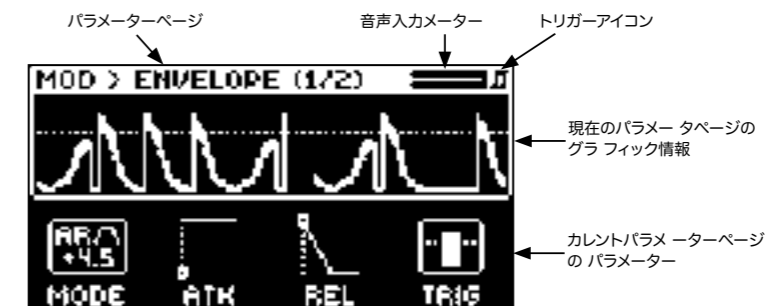 パラメーターページ
音声入力メーター
トリガーアイコン
MOD > ENVELOPE (1/2)
現在のパラメー タページの
グラ フィック情報
AR
+4.5
カレントパラメ ーターページ
の パラメーター
MODE ATK REL TRIG